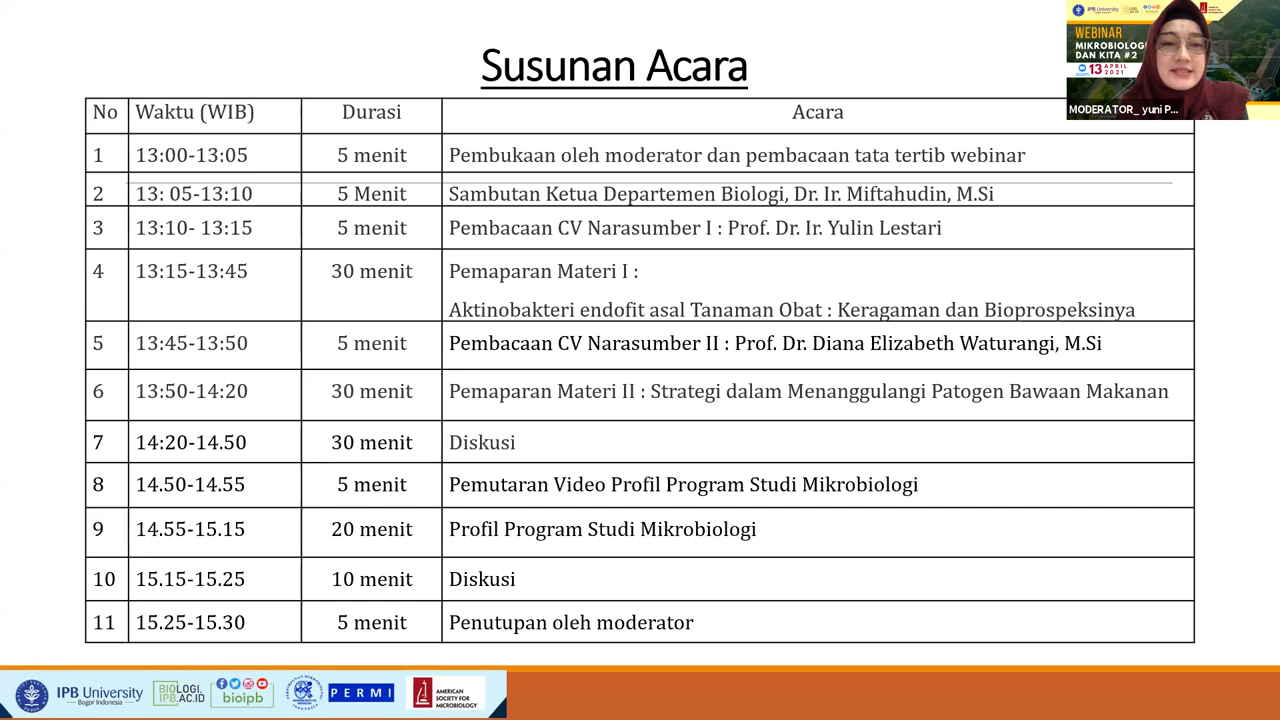 Susunan Acara
IPB University
WEBINAR
MIKROBIOLOGI
DAN KITA #2
zoom 13 APRIL 2021
MODERATOR_ yuni P...
No Waktu (WIB) Durasi Acara
1 13:00-13:05 5 menit Pembukaan oleh moderator dan pembacaan tata tertib webinar
2 13: 05-13:10 5 Menit Sambutan Ketua Departemen Biologi, Dr. Ir. Miftahudin, M.Si
3 13:10- 13:15 5 menit Pembacaan CV Narasumber I : Prof. Dr. Ir. Yulin Lestari
4 13:15-13:45 30 menit Pemaparan Materi I :
Aktinobakteri endofit asal Tanaman Obat : Keragaman dan Bioprospeksinya
5 13:45-13:50 5 menit Pembacaan CV Narasumber II : Prof. Dr. Diana Elizabeth Waturangi, M.Si
6 13:50-14:20 30 menit Pemaparan Materi II : Strategi dalam Menanggulangi Patogen Bawaan Makanan
7 14:20-14.50 30 menit Diskusi
8 14.50-14.55 5 menit Pemutaran Video Profil Program Studi Mikrobiologi
9 14.55-15.15 20 menit Profil Program Studi Mikrobiologi
10 15.15-15.25 10 menit Diskusi
11 15.25-15.30 5 menit Penutupan oleh moderator
IPB University
Bogor Indonesia
BIOLOGI.
IPB.AC.ID
bioipb
PERMI
AMERICAN
SOCIETY FOR
MICROBIOLOGY